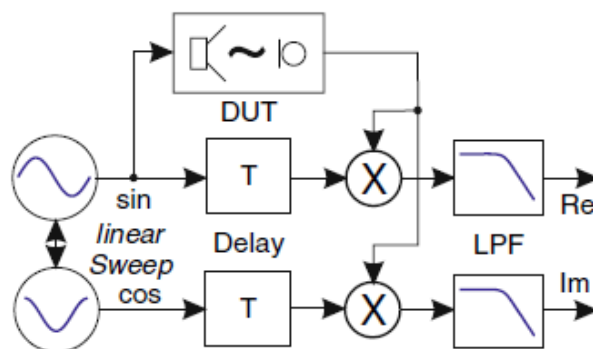 DUT
T
X
sin
Re
linear
Sweep
Delay
LPF
cos
Im
T
X